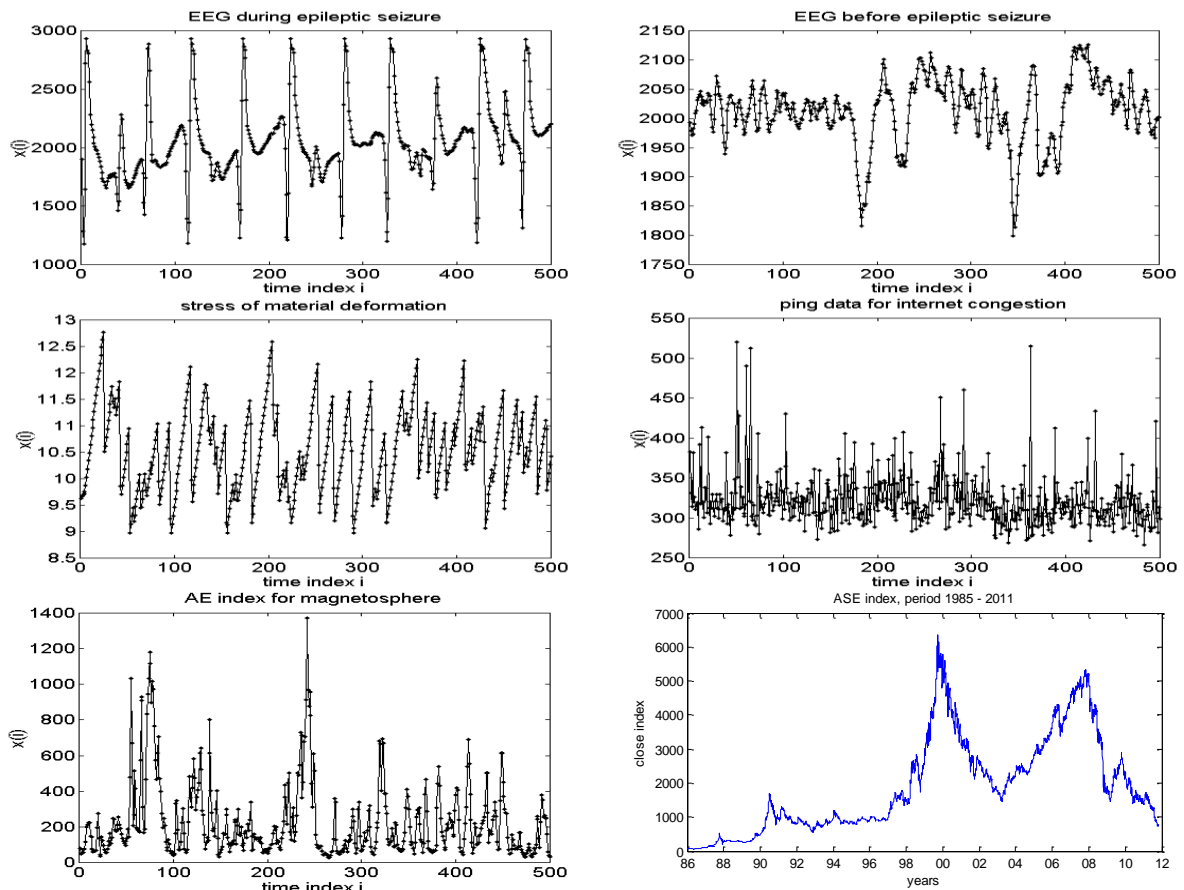 EEG during epileptic seizure
3000
2500
2000
1500
1000
x(i)
0 100 200 300 400 500
time index i
EEG before epileptic seizure
2150
2100
2050
2000
1950
1900
1850
1800
1750
x(i)
0 100 200 300 400 500
time index i
stress of material deformation
13
12.5
12
11.5
11
10.5
10
9.5
9
8.5
x(i)
0 100 200 300 400 500
time index i
ping data for internet congestion
550
500
450
400
350
300
250
x(i)
0 100 200 300 400 500
time index i
AE index for magnetosphere
1400
1200
1000
800
600
400
200
0
x(i)
0 100 200 300 400 500
time index i
ASE index, period 1985 - 2011
7000
6000
5000
4000
3000
2000
1000
0
close index
86 88 90 92 94 96 98 00 02 04 06 08 10 12
years